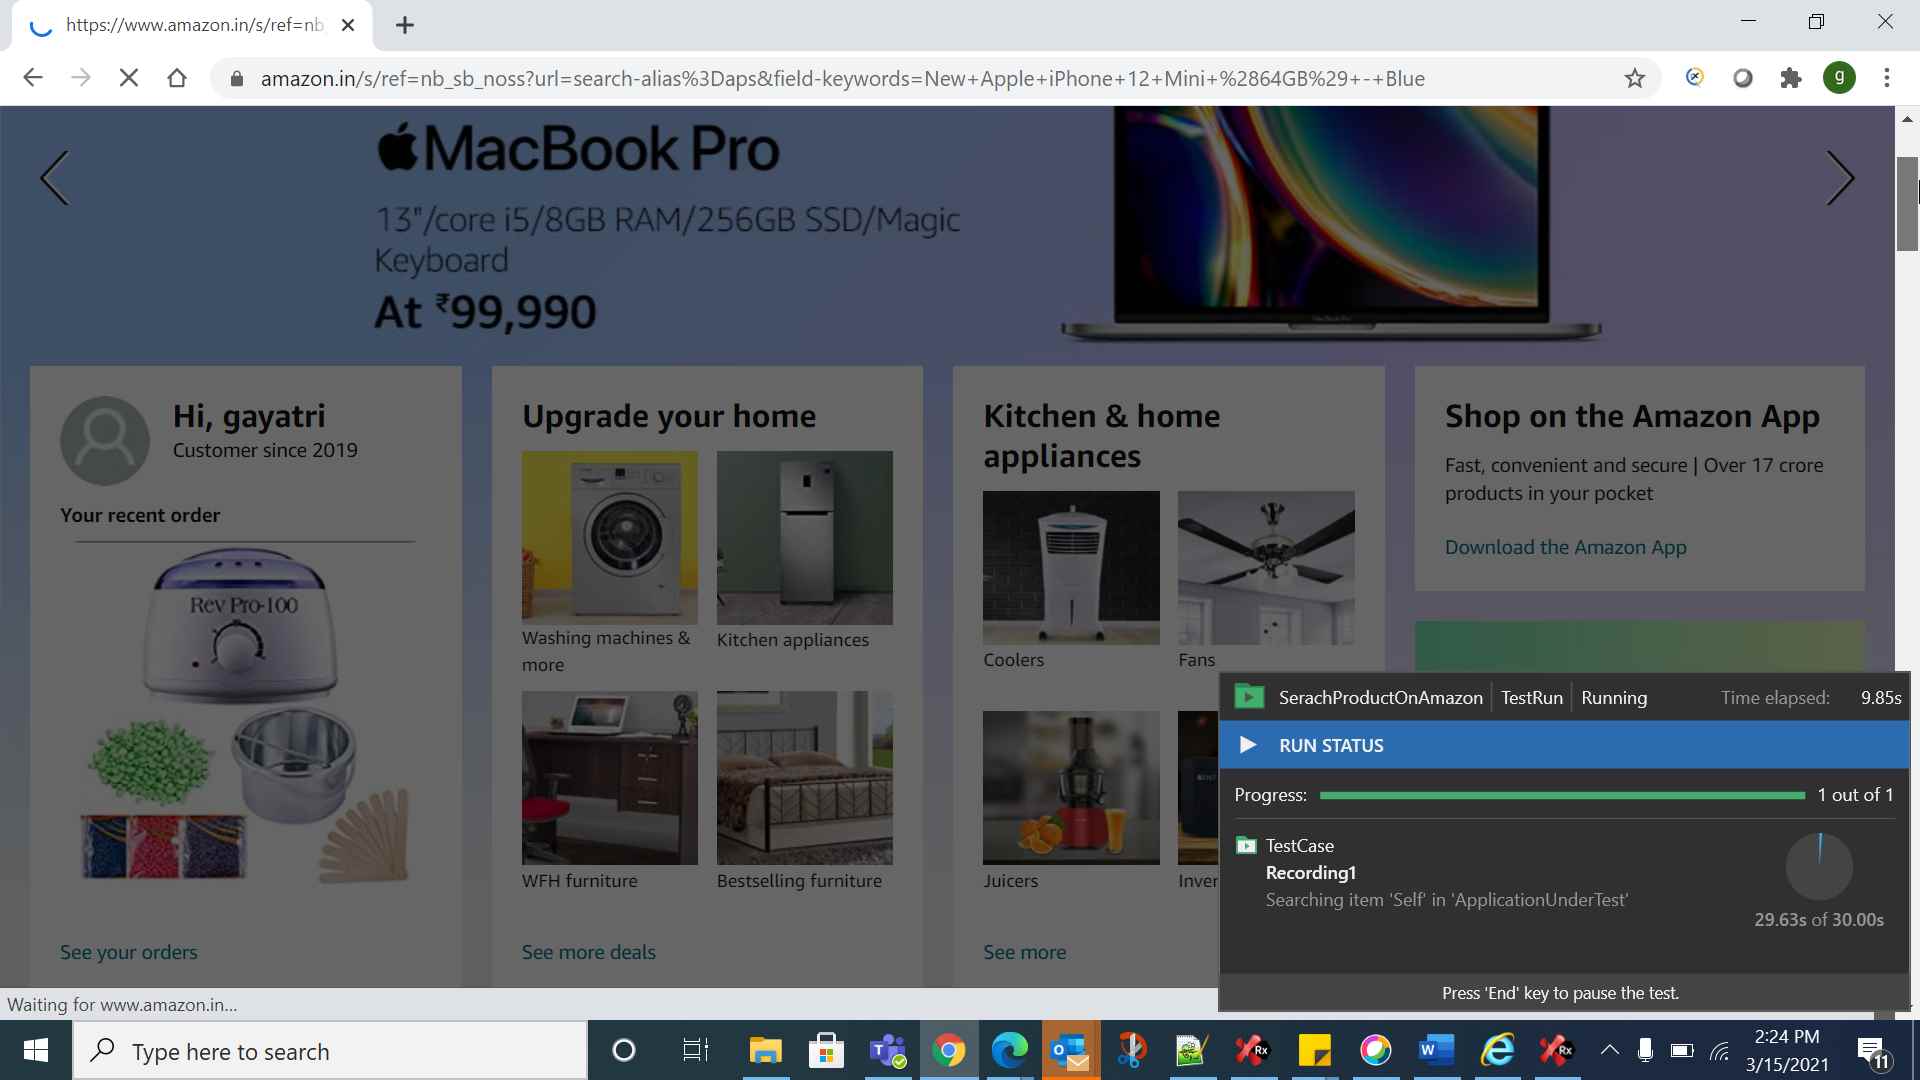 https://www.amazon.in/s/ref=nb
amazon.in/s/ref=nb_sb_noss?url=search-alias%3Daps&field-keywords=New+Apple+iPhone+12+Mini+%2864GB%29+-+Blue
g
MacBook Pro
13"/core i5/8GB RAM/256GB SSD/Magic
Keyboard
At ₹99,990
MacBook Pro
Hi, gayatri
Customer since 2019
Your recent order
Rev Pro-100
See your orders
Upgrade your home
Washing machines &
more
Kitchen appliances
WFH furniture
Bestselling furniture
See more deals
Kitchen & home
appliances
Coolers
Fans
Juicers
Inver
See more
Shop on the Amazon App
Fast, convenient and secure | Over 17 crore
products in your pocket
Download the Amazon App
SerachProductOnAmazon | TestRun | Running
Time elapsed: 9.85s
RUN STATUS
Progress: 1 out of 1
TestCase
Recording1
Searching item 'Self' in 'ApplicationUnderTest'
29.63s of 30.00s
Press 'End' key to pause the test.
Waiting for www.amazon.in...
Type here to search
T
W
Rx
Rx
2:24 PM
3/15/2021
11